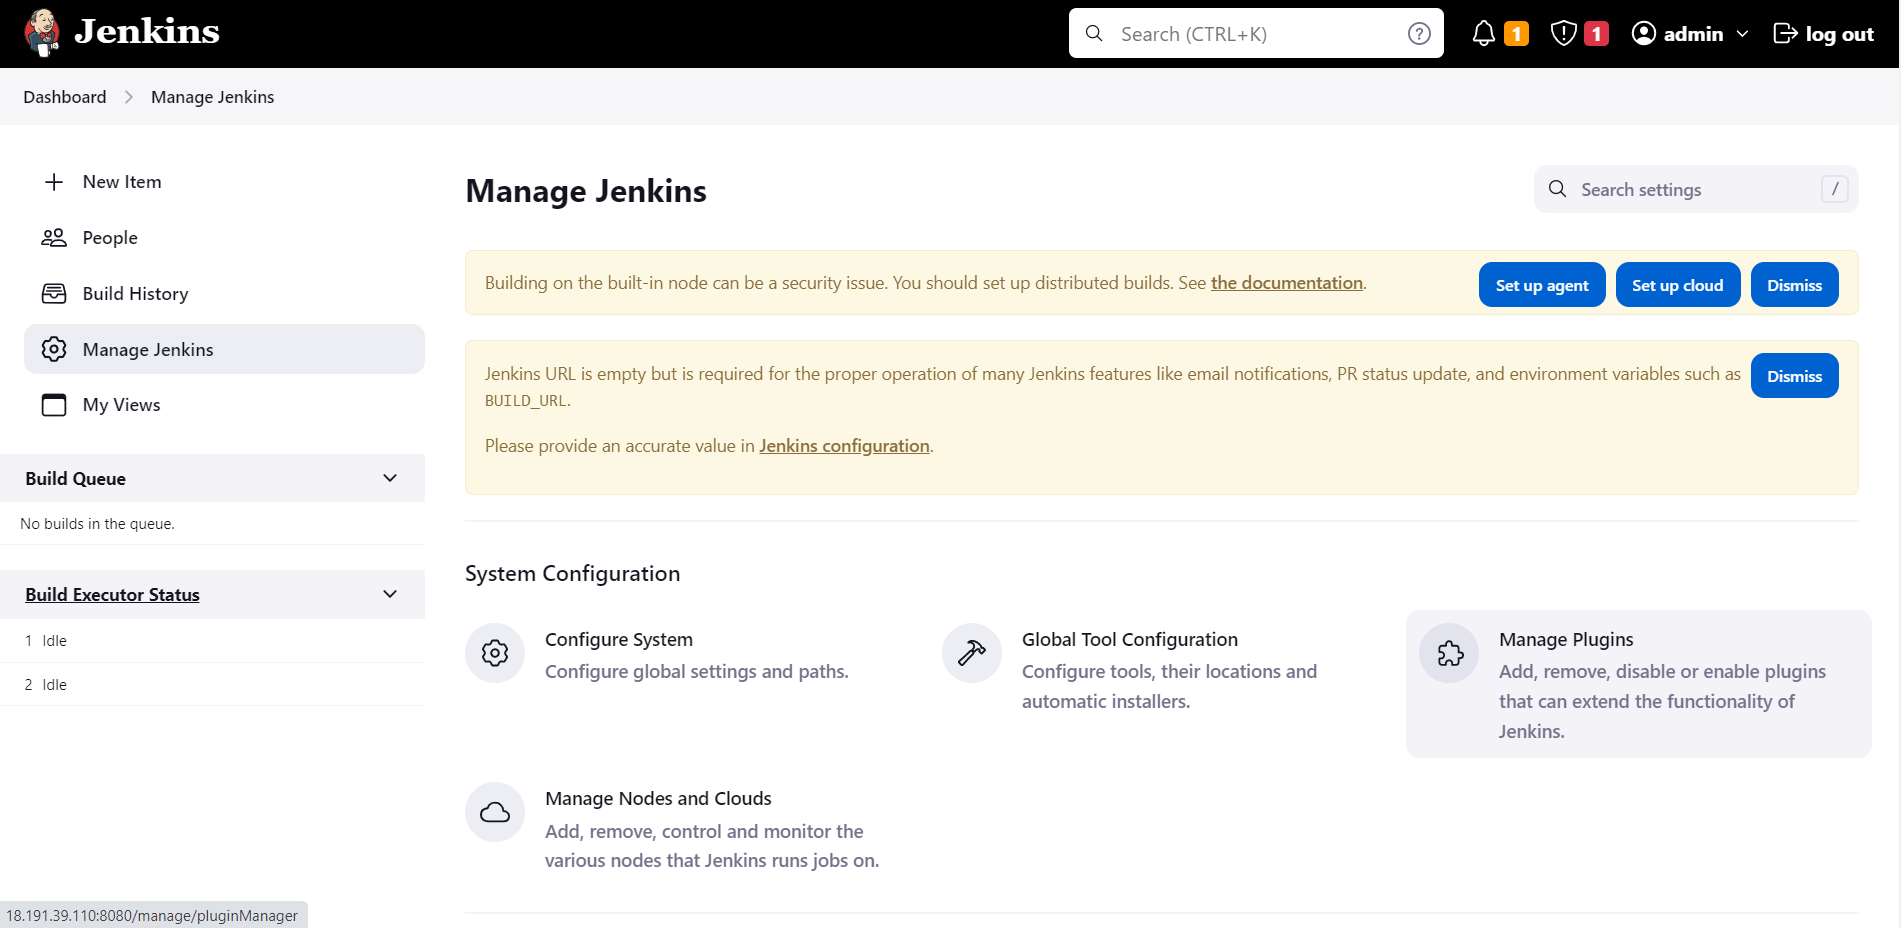 Jenkins
Search (CTRL+K)
?
1
1
admin
log out
Dashboard
Manage Jenkins
New Item
People
Build History
Manage Jenkins
My Views
Build Queue
No builds in the queue.
Build Executor Status
1 Idle
2 Idle
Manage Jenkins
Search settings
/
Building on the built-in node can be a security issue. You should set up distributed builds. See the documentation.
Set up agent
Set up cloud
Dismiss
Jenkins URL is empty but is required for the proper operation of many Jenkins features like email notifications, PR status update, and environment variables such as
BUILD_URL.
Dismiss
Please provide an accurate value in Jenkins configuration.
System Configuration
Configure System
Configure global settings and paths.
Global Tool Configuration
Configure tools, their locations and
automatic installers.
Manage Plugins
Add, remove, disable or enable plugins
that can extend the functionality of
Jenkins.
Manage Nodes and Clouds
Add, remove, control and monitor the
various nodes that Jenkins runs jobs on.
18.191.39.110:8080/manage/pluginManager